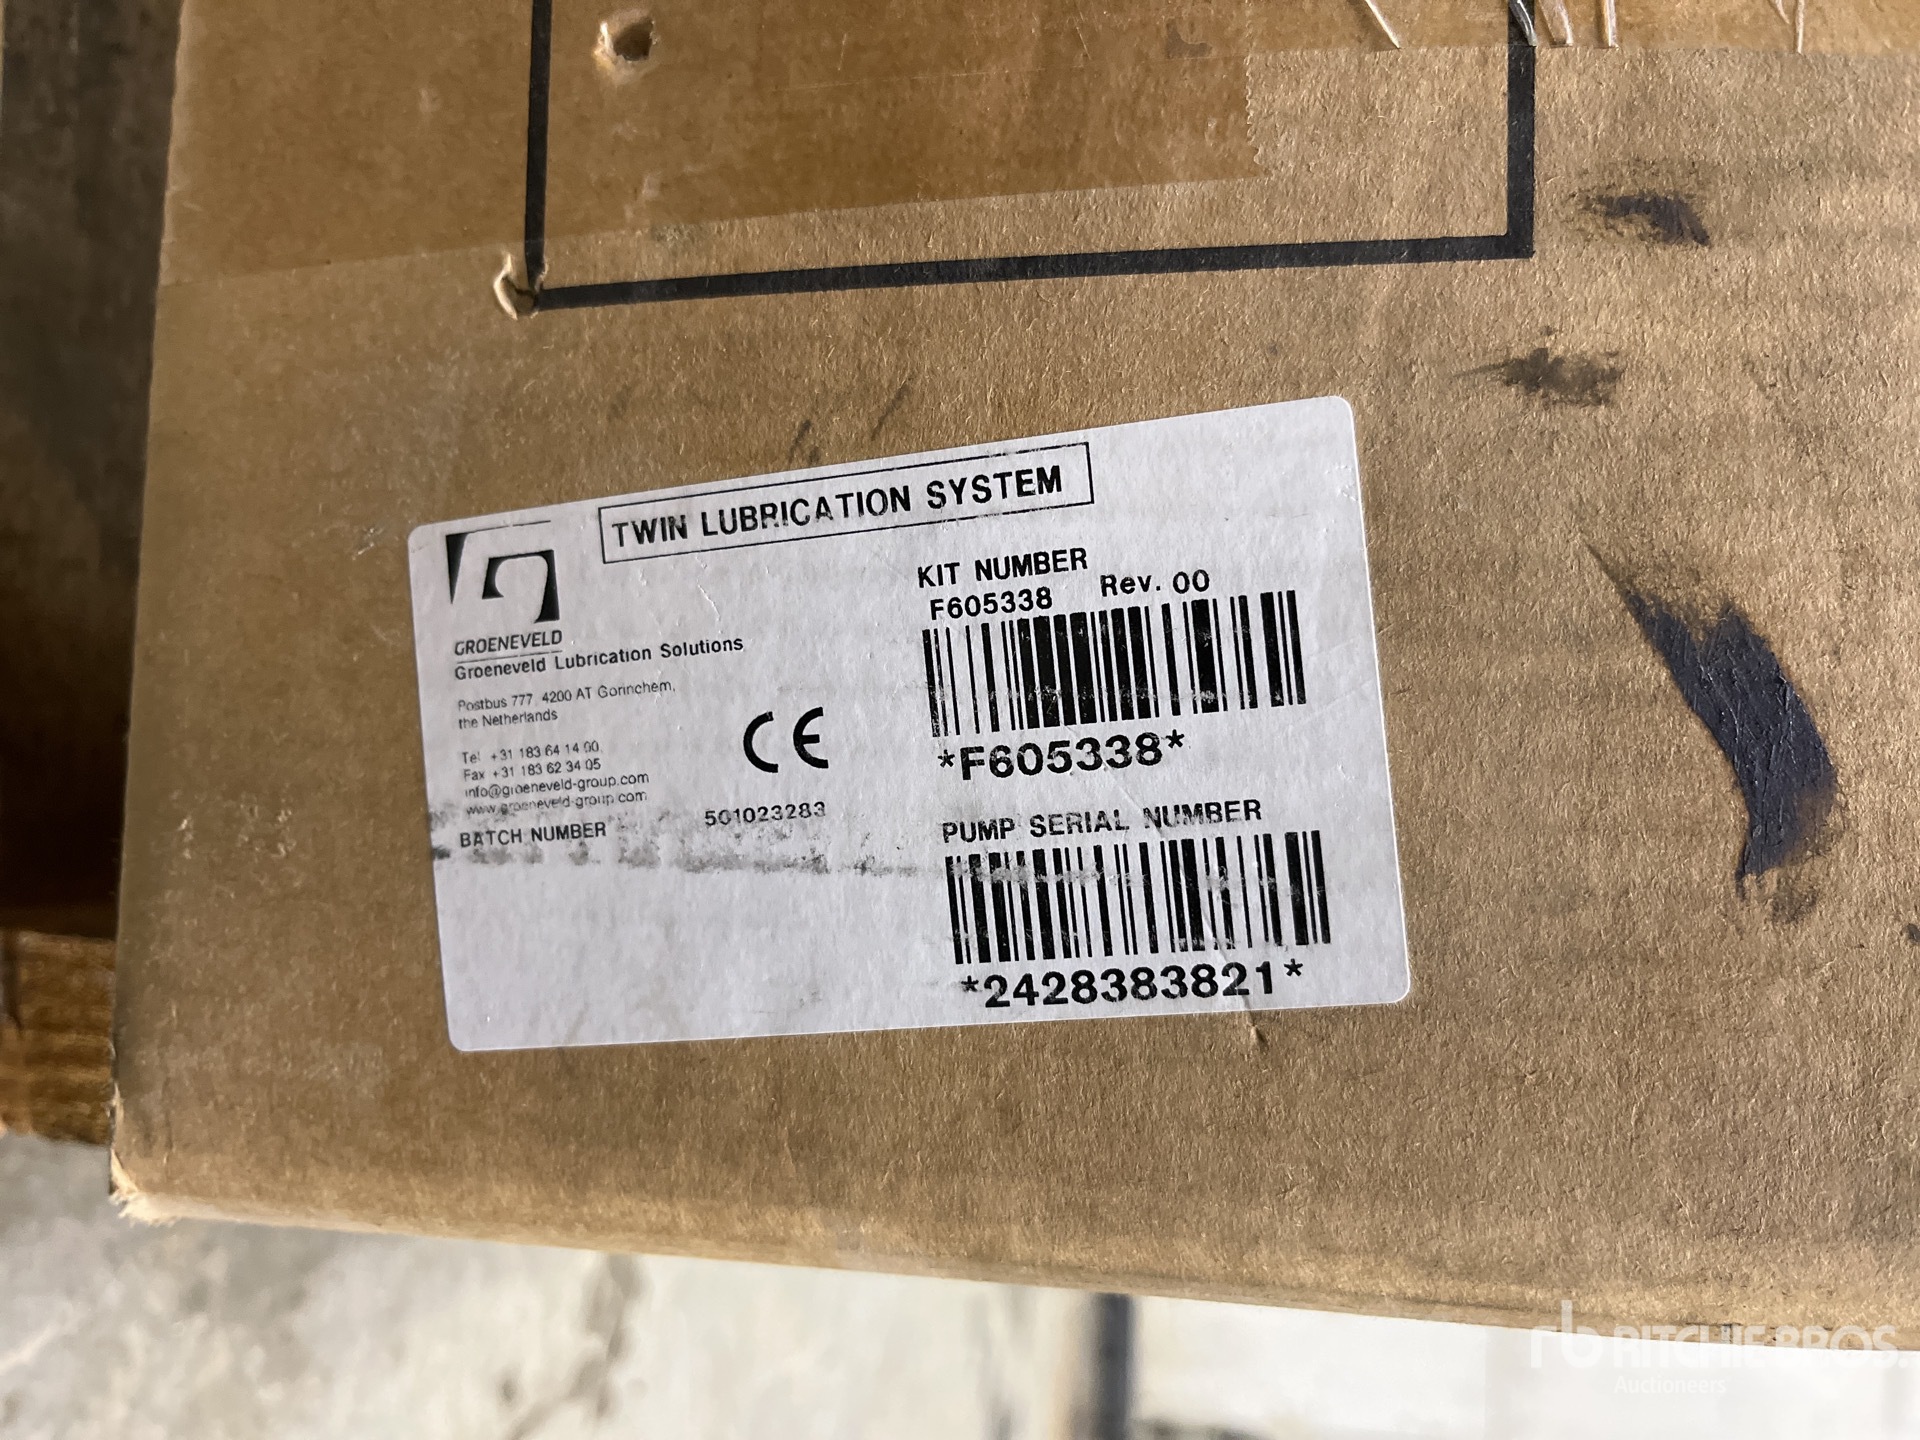 TWIN LUBRICATION SYSTEM
GROENEVELD
Groeneveld Lubrication Solutions
Postbus 777, 4200 AT Gorinchem,
the Netherlands
Tel +31 183 64 14 00
Fax +31 183 62 34 05
info@groeneveld-group.com
www.groeneveld-group.com
BATCH NUMBER
501023283
CE
KIT NUMBER
F605338 Rev. 00
*F605338*
PUMP SERIAL NUMBER
*2428383821*
rb RITCHIE BROS.
Auctioneers